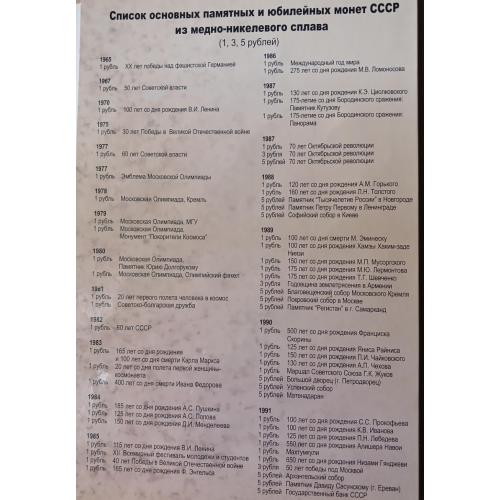 Список основных памятных и юбилейных монет СССР
из медно-никелевого сплава
(1, 3, 5 рублей)
1965
1 рубль XX лет победы над фашистской Германией
1967
1 рубль 50 лет Советской власти
1970
1 рубль 100 лет со дня рождения В.И. Ленина
1975
1 рубль 30 лет Победы в Великой Отечественной войне
1977
1 рубль 60 лет Советской власти
1977
1 рубль Эмблема Московской Олимпиады
1978
1 рубль Московская Олимпиада, Кремль
1979
1 рубль Московская Олимпиада, МГУ
1 рубль Московская Олимпиада,
Монумент "Покорители Космоса"
1980
1 рубль Московская Олимпиада,
Памятник Юрию Долгорукому
1 рубль Московская Олимпиада, Олимпийский факел
1981
1 рубль 20 лет первого полета человека в космос
1 рубль Советско-болгарская дружба
1982
1 рубль 60 лет СССР
1983
1 рубль 165 лет со дня рождения
и 100 лет со дня смерти Карла Маркса
1 рубль 20 лет со дня полета первой женщины-
космонавта
1 рубль 400 лет со дня смерти Ивана Федорова
1984
1 рубль 185 лет со дня рождения А.С. Пушкина
1 рубль 125 лет со дня рождения А.С. Попова
1 рубль 150 лет со дня рождения Д.И. Менделеева
1985
1 рубль 115 лет со дня рождения В.И. Ленина
1 рубль XII Всемирный фестиваль молодежи и студентов
1 рубль 40 лет Победы в Великой Отечественной войне
1 рубль 165 лет со дня рождения Ф. Энгельса
1986
1 рубль Международный год мира
1 рубль 275 лет со дня рождения М.В. Ломоносова
1987
1 рубль 130 лет со дня рождения К.Э. Циолковского
1 рубль 175-летие со дня Бородинского сражения:
Памятник Кутузову
1 рубль 175-летие со дня Бородинского сражения:
Панорама
1987
1 рубль 70 лет Октябрьской революции
3 рубля 70 лет Октябрьской революции
5 рублей 70 лет Октябрьской революции
1988
1 рубль 120 лет со дня рождения А.М. Горького
1 рубль 160 лет со дня рождения Л.Н. Толстого
5 рублей Памятник "Тысячелетие России" в Новгороде
5 рублей Памятник Петру Первому в Ленинграде
5 рублей Софийский собор в Киеве
1989
1 рубль 100 лет со дня смерти М. Эминеску
1 рубль 100 лет со дня рождения Хамзы Хаким-заде
Ниязи
1 рубль 150 лет со дня рождения М.П. Мусоргского
1 рубль 175 лет со дня рождения М.Ю. Лермонтова
1 рубль 175 лет со дня рождения Т.Г. Шевченко
3 рубля Годовщина землетрясения в Армении
5 рублей Благовещенский собор Московского Кремля
5 рублей Покровский собор в Москве
5 рублей Памятник "Регистан" в г. Самарканд
1990
1 рубль 500 лет со дня рождения Франциска
Скорины
1 рубль 125 лет со дня рождения Яниса Райниса
1 рубль 150 лет со дня рождения П.И. Чайковского
1 рубль 130 лет со дня рождения А.П. Чехова
1 рубль Маршал Советского Союза Г.К. Жуков
5 рублей Большой дворец (г. Петродворец)
5 рублей Успенский собор
5 рублей Матенадаран
1991
1 рубль 100 лет со дня рождения С.С. Прокофьева
1 рубль 100 лет со дня рождения К.В. Иванова
1 рубль 125 лет со дня рождения П.Н. Лебедева
1 рубль 550 лет со дня рождения Алишера Навои
1 рубль Махтумкули
1 рубль 850 лет со дня рождения Низами Гянджеви
3 рубля 50 лет победы под Москвой
5 рублей Архангельский собор
5 рублей Памятник Давиду Сасунскому (г. Ереван)
5 рублей Государственный банк СССР